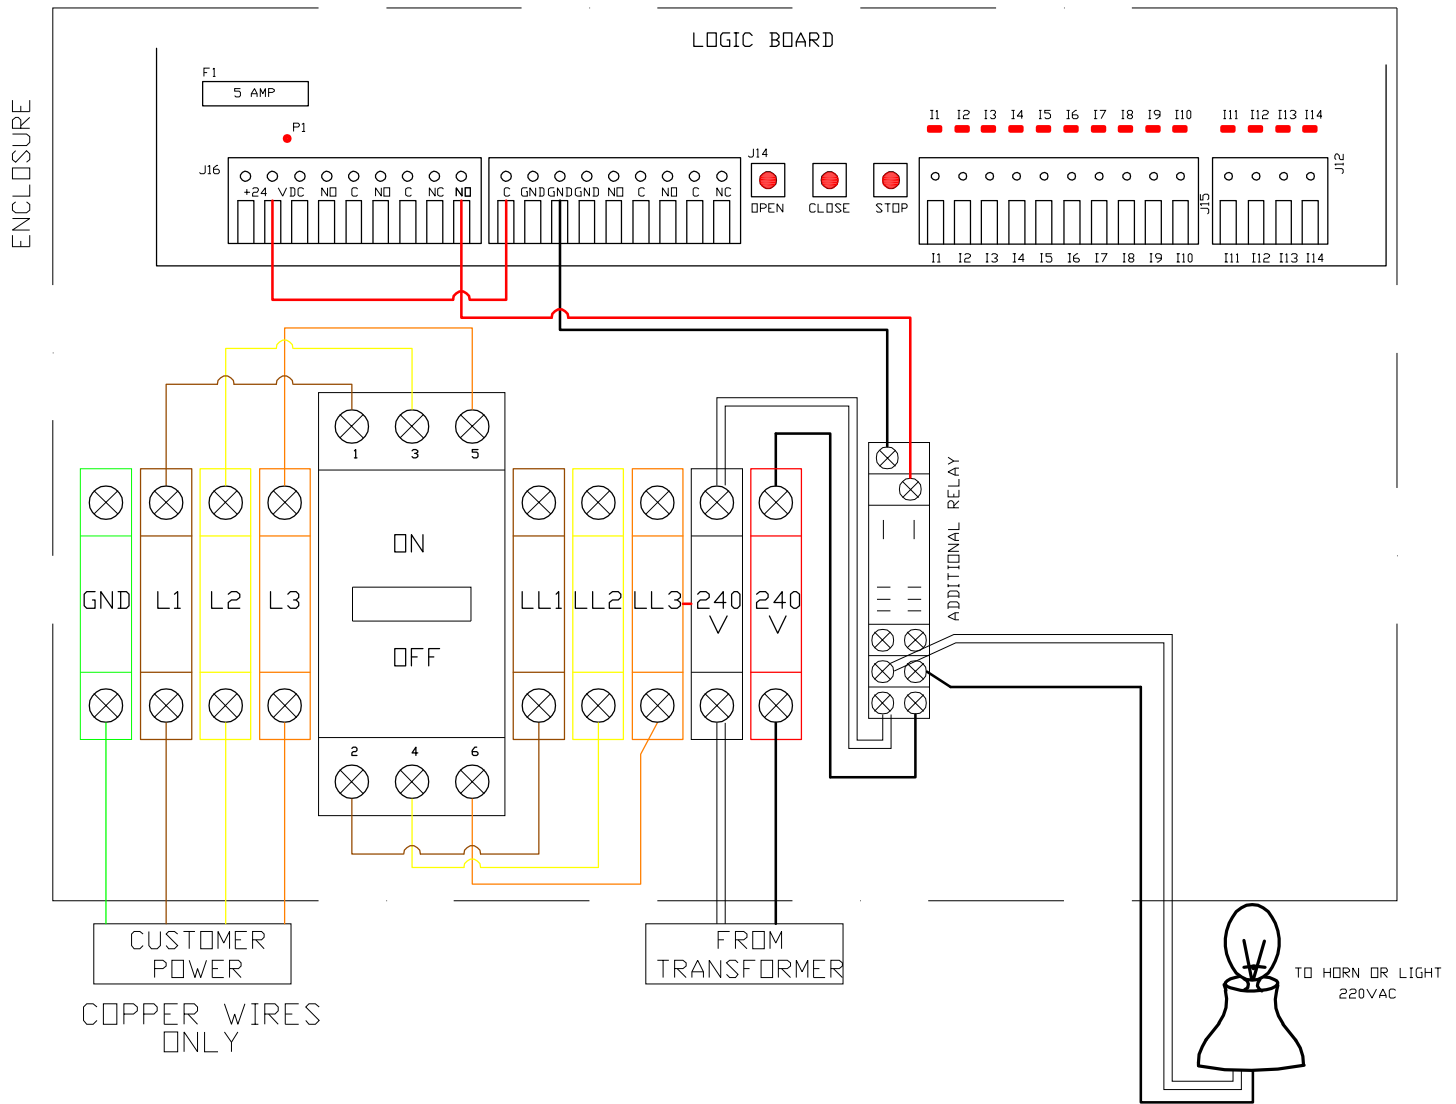 LOGIC BOARD
ENCLOSURE
F1
5 AMP
P1
I1 I2 I3 I4 I5 I6 I7 I8 I9 I10 I11 I12 I13 I14
J16
J14
J12
+24 VDC NO C NO C NC NO C GND GND GND NO C NO C NC
OPEN CLOSE STOP
J15
I1 I2 I3 I4 I5 I6 I7 I8 I9 I10 I11 I12 I13 I14
1 3 5
ADDITIONAL RELAY
ON
GND L1 L2 L3 LL1 LL2 LL3 240 240
V V
OFF
2 4 6
CUSTOMER
POWER
FROM
TRANSFORMER
COPPER WIRES
ONLY
TO HORN OR LIGHT
220VAC